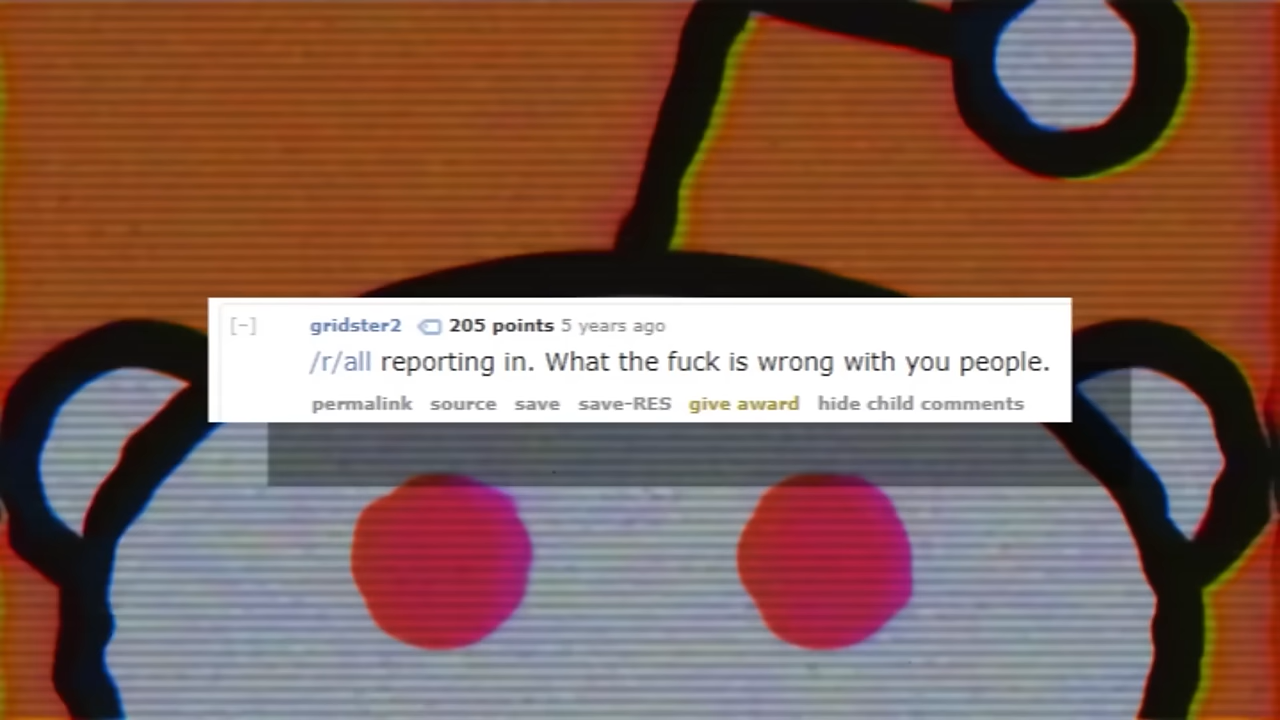 [-] gridster2 205 points 5 years ago
/r/all reporting in. What the fuck is wrong with you people.
permalink source save save-RES give award hide child comments